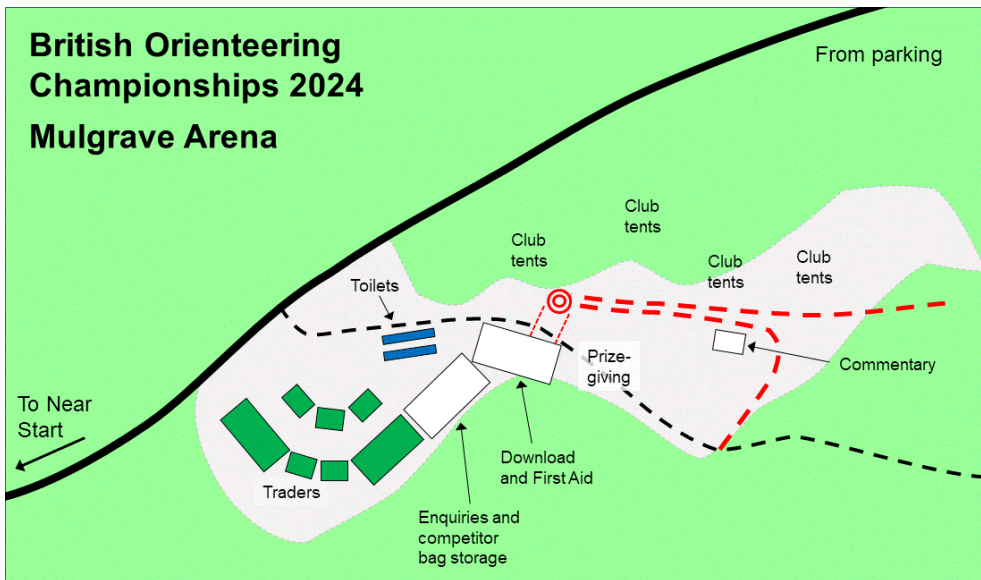 British Orienteering
Championships 2024
Mulgrave Arena
From parking
Club
tents
Club
tents
Club
tents
Club
tents
Toilets
Prize-
giving
Commentary
To Near
Start
Download
and First Aid
Traders
Enquiries and
competitor
bag storage